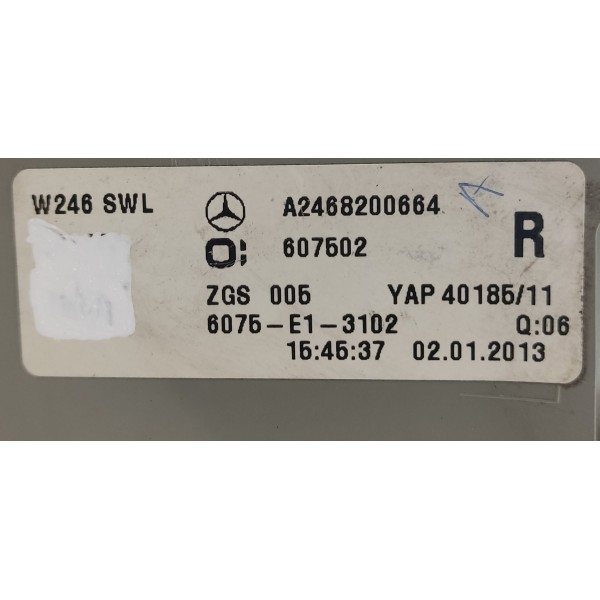 W246 SWL A2468200664
607502 R
ZGS 005 YAP 40185/11
6075-E1-3102 Q:06
15:45:37 02.01.2013